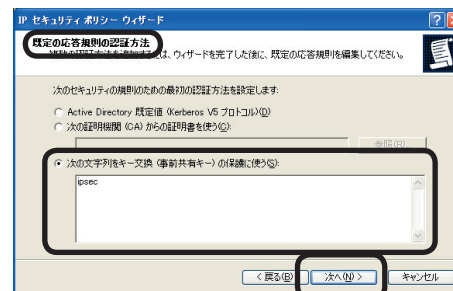 IP セキュリティ ポリシー ウィザード
既定の応答規則の認証方法
は、ウィザードを完了した後に、既定の応答規則を編集してください。
次のセキュリティの規則のための最初の認証方法を設定します:
Active Directory 既定値 (Kerberos V5 プロトコル)(D)
次の証明機関 (CA) からの証明書を使う(C):
参照(R)...
次の文字列をキー交換 (事前共有キー) の保護に使う(S):
ipsec
< 戻る(B) 次へ(N) > キャンセル